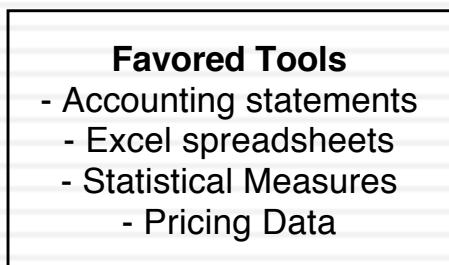 Favored Tools
- Accounting statements
- Excel spreadsheets
- Statistical Measures
- Pricing Data